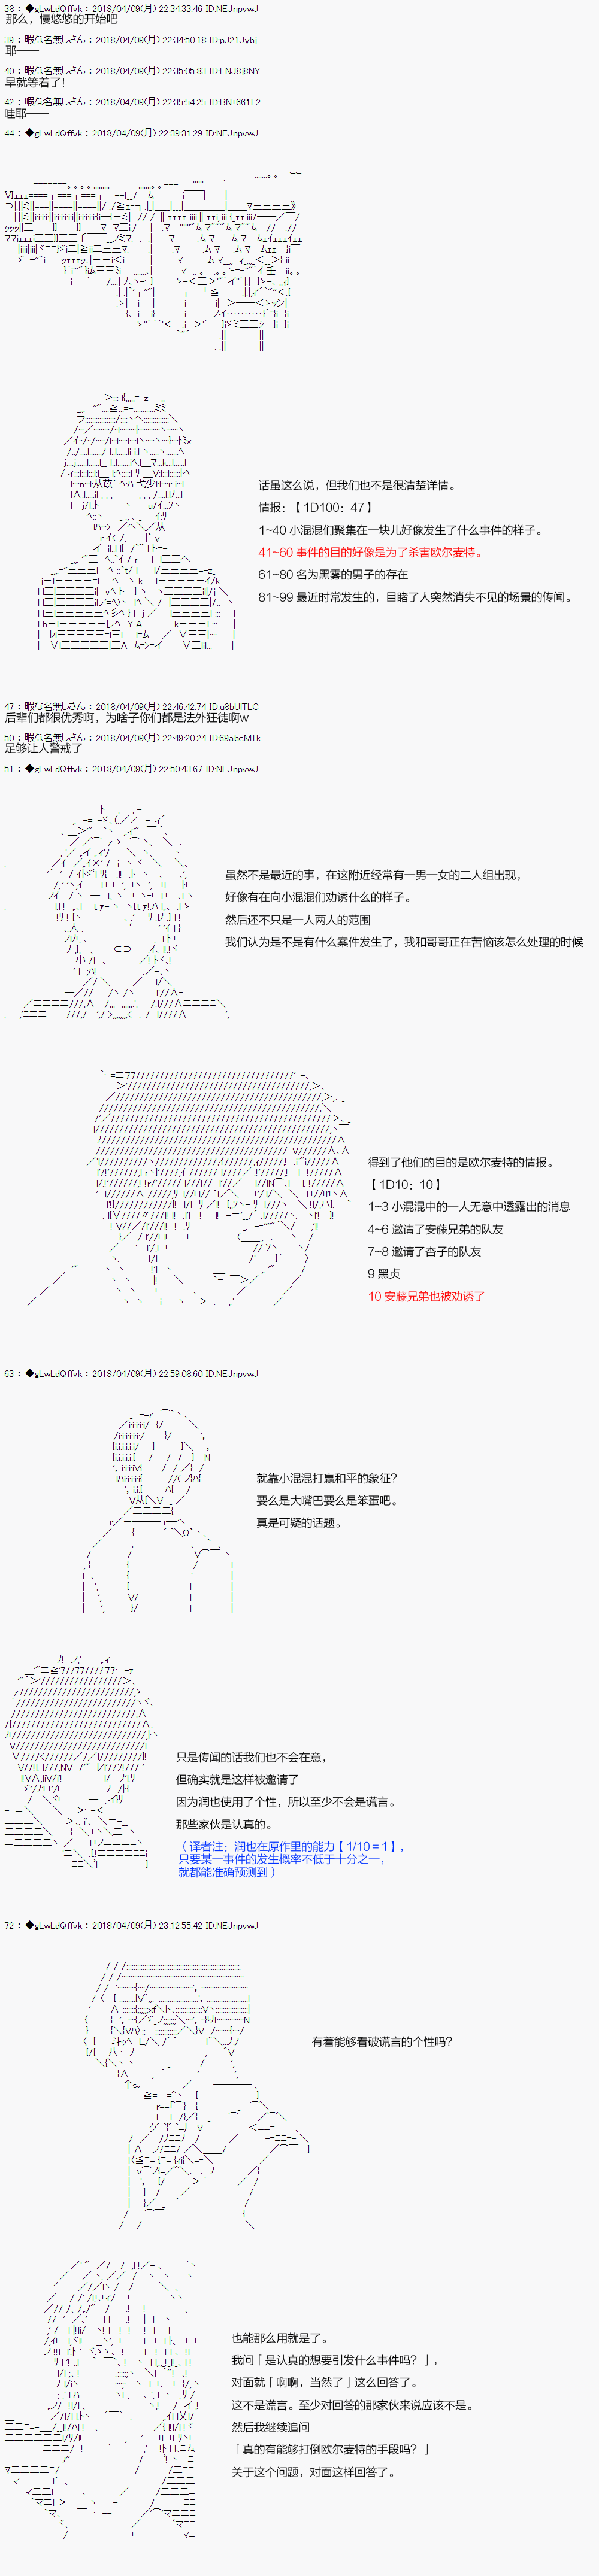 38 : ◆gLwLdQffvk : 2018/04/09(月) 22:34:33.46 ID:NEJnpvwJ
那么，慢悠悠的开始吧
39 : 暇な名無しさん : 2018/04/09(月) 22:34:50.18 ID:pJ21Jybj
耶——
40 : 暇な名無しさん : 2018/04/09(月) 22:35:05.83 ID:ENJ8j8NY
早就等着了！
42 : 暇な名無しさん : 2018/04/09(月) 22:35:54.25 ID:BN+661L2
哇耶——
44 : ◆gLwLdQffvk : 2018/04/09(月) 22:39:31.29 ID:NEJnpvwJ
话虽这么说，但我们也不是很清楚详情。
情报：【1D100：47】
1~40 小混混们聚集在一块儿好像发生了什么事件的样子。
41~60 事件的目的好像是为了杀害欧尔麦特。
61~80 名为黑雾的男子的存在
81~99 最近时常发生的，目睹了人突然消失不见的场景的传闻。
47 : 暇な名無しさん : 2018/04/09(月) 22:46:42.74 ID:u8bUlTLC
后辈们都很优秀啊，为啥子你们都是法外狂徒啊w
50 : 暇な名無しさん : 2018/04/09(月) 22:49:20.24 ID:69abcMTk
足够让人警戒了
51 : ◆gLwLdQffvk : 2018/04/09(月) 22:50:43.67 ID:NEJnpvwJ
虽然不是最近的事，在这附近经常有一男一女的二人组出现，
好像有在向小混混们劝诱什么的样子。
然后还不只是一人两人的范围
我们认为是不是有什么案件发生了，我和哥哥正在苦恼该怎么处理的时候
得到了他们的目的是欧尔麦特的情报。
【1D10：10】
1~3 小混混中的一人无意中透露出的消息
4~6 邀请了安藤兄弟的队友
7~8 邀请了杏子的队友
9 黑贞
10 安藤兄弟也被劝诱了
63 : ◆gLwLdQffvk : 2018/04/09(月) 22:59:08.60 ID:NEJnpvwJ
就靠小混混打赢和平的象征？
要么是大嘴巴要么是笨蛋吧。
真是可疑的话题。
只是传闻的话我们也不会在意，
但确实就是这样被邀请了
因为润也使用了个性，所以至少不会是谎言。
那些家伙是认真的。
（译者注：润也在原作里的能力【1/10＝1】，
只要某一事件的发生概率不低于十分之一，
就都能准确预测到）
72 : ◆gLwLdQffvk : 2018/04/09(月) 23:12:55.42 ID:NEJnpvwJ
有着能够看破谎言的个性吗？
也能那么用就是了。
我问「是认真的想要引发什么事件吗？」，
对面就「啊啊，当然了」这么回答了。
这不是谎言。至少对回答的那家伙来说应该不是。
然后我继续追问
「真的有能够打倒欧尔麦特的手段吗？」
关于这个问题，对面这样回答了。